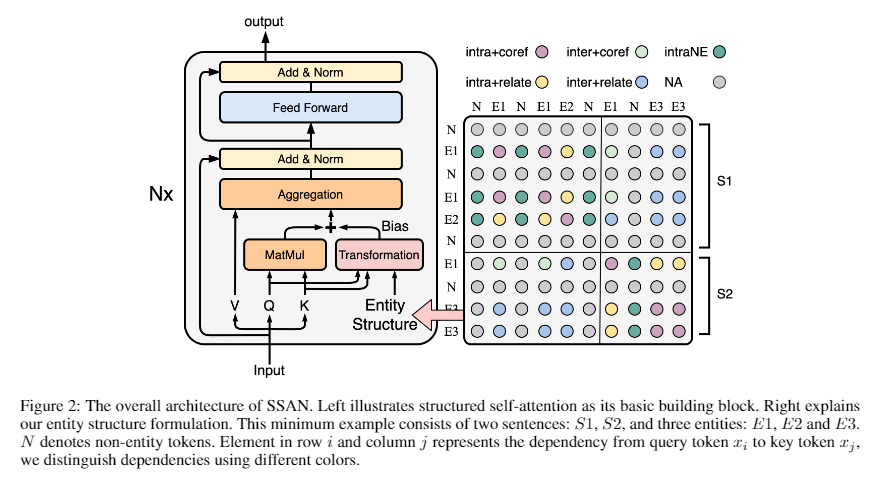 output
Add & Norm
Feed Forward
Add & Norm
Aggregation
Nx
+
Bias
MatMul
Transformation
V
Q
K
Entity
Structure
Input
intra+coref
inter+coref
intraNE
intra+relate
inter+relate
NA
N E1 N E1 E2 N E1 N E3 E3
N
E1
N
E1
E2
N
E1
N
E3
E3
S1
S2
Figure 2: The overall architecture of SSAN. Left illustrates structured self-attention as its basic building block. Right explains
our entity structure formulation. This minimum example consists of two sentences: S1, S2, and three entities: E1, E2 and E3.
N denotes non-entity tokens. Element in row i and column j represents the dependency from query token x_i to key token x_j,
we distinguish dependencies using different colors.